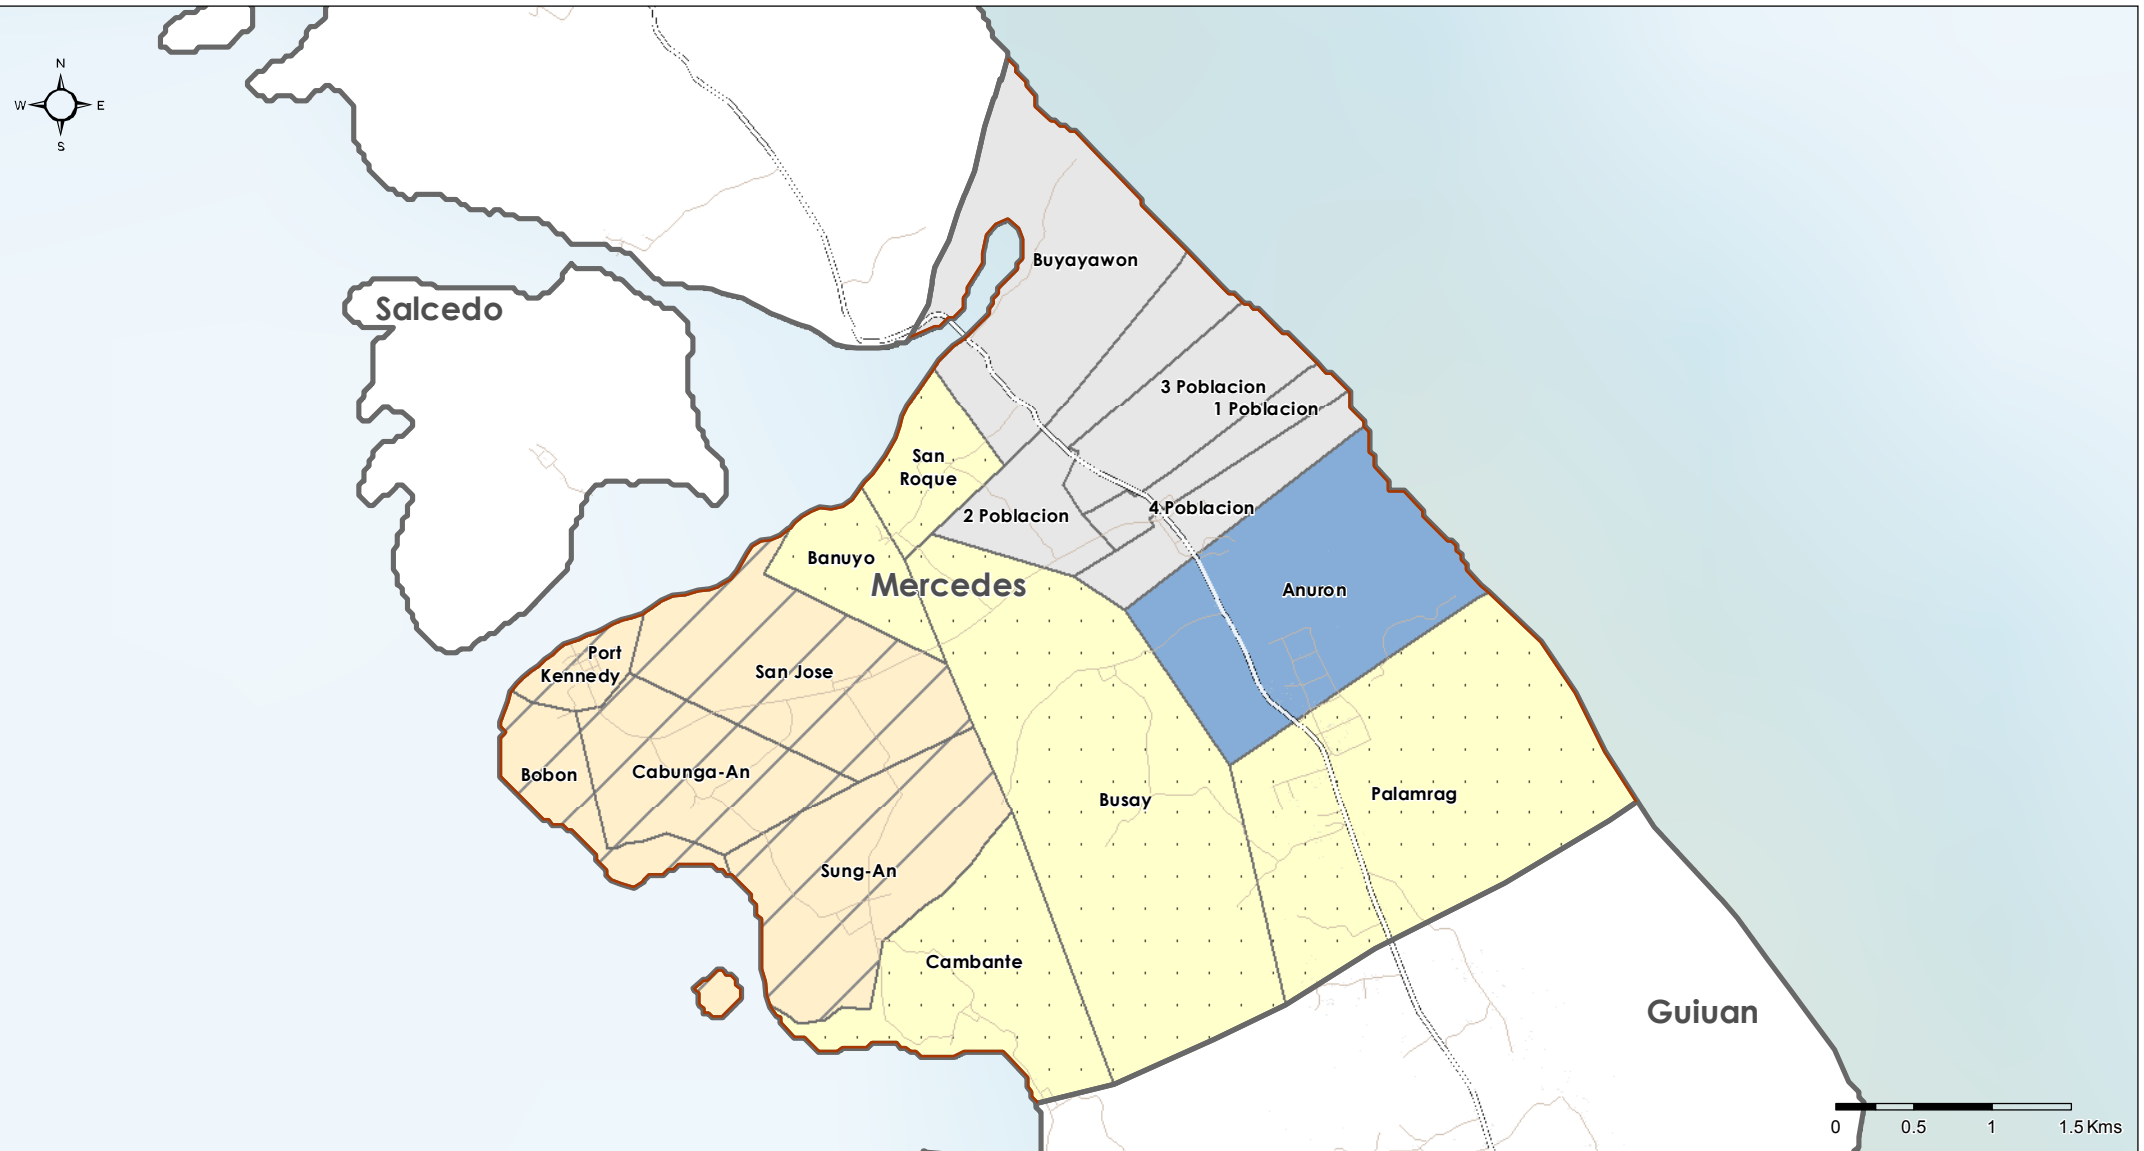 N
W E
S
Buyayawon
Salcedo
3 Poblacion
1 Poblacion
San
Roque
4 Poblacion
2 Poblacion
Banuyo
Mercedes
Anuron
Port
Kennedy
San Jose
Bobon
Cabunga-An
Busay
Palamrag
Sung-An
Cambante
Guiuan
0 0.5 1 1.5 Kms